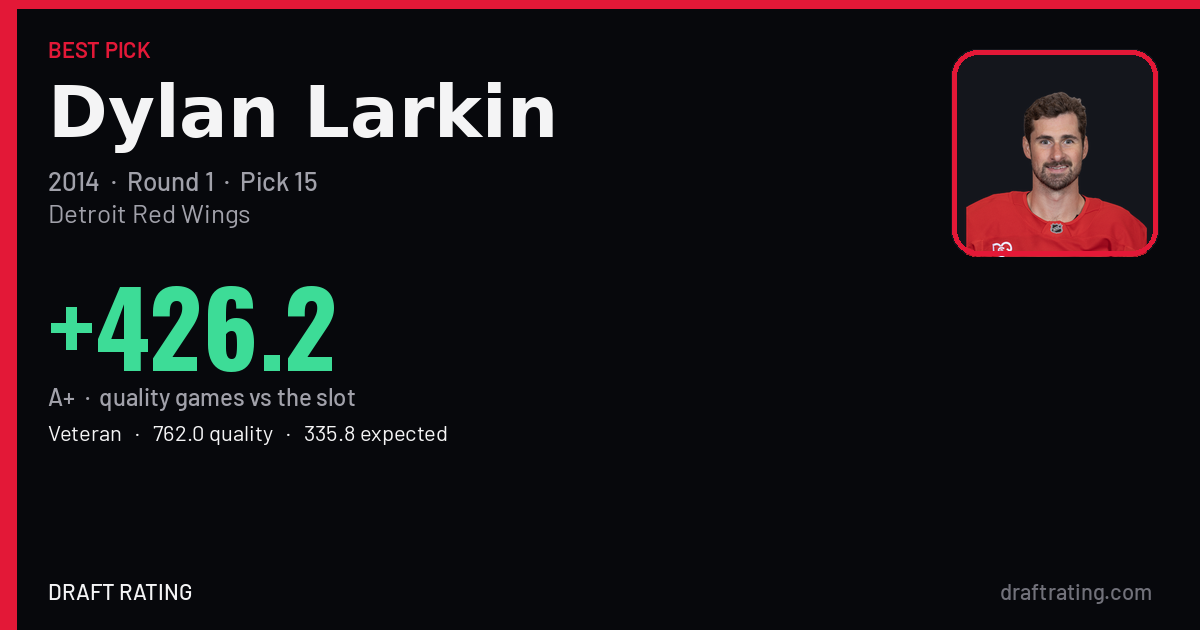 BEST PICK
Dylan Larkin
2014 · Round 1 · Pick 15
Detroit Red Wings
+426.2
A+ · quality games vs the slot
Veteran · 762.0 quality · 335.8 expected
DRAFT RATING
draftrating.com